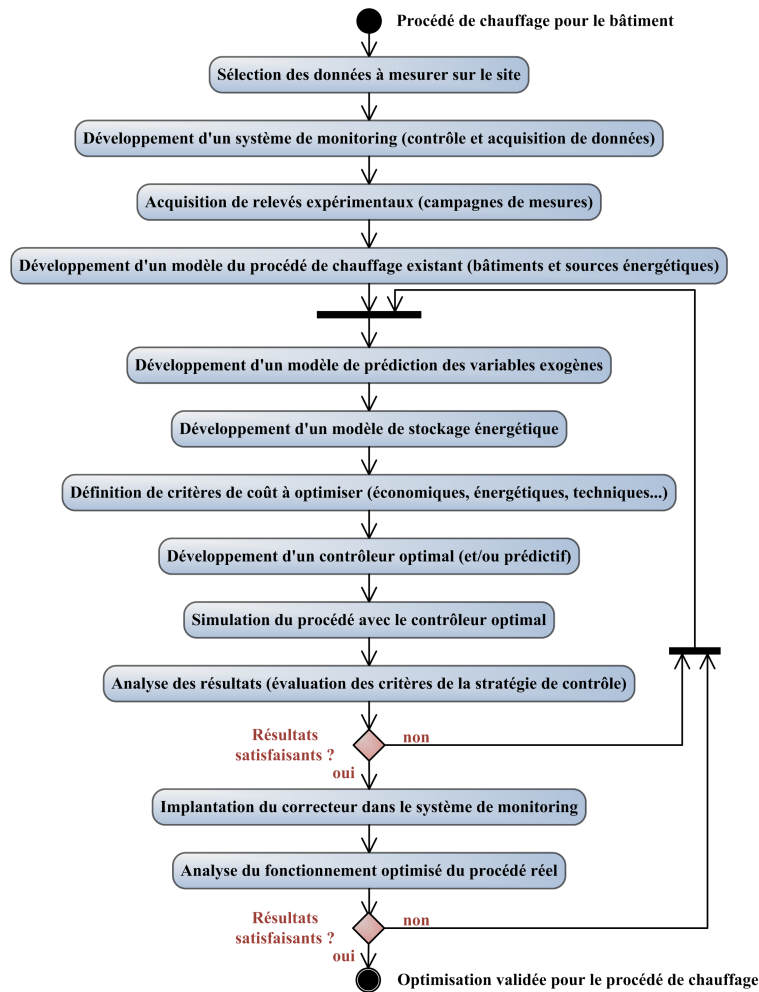 Procédé de chauffage pour le bâtiment
Sélection des données à mesurer sur le site
Développement d'un système de monitoring (contrôle et acquisition de données)
Acquisition de relevés expérimentaux (campagnes de mesures)
Développement d'un modèle du procédé de chauffage existant (bâtiments et sources énergétiques)
Développement d'un modèle de prédiction des variables exogènes
Développement d'un modèle de stockage énergétique
Définition de critères de coût à optimiser (économiques, énergétiques, techniques...)
Développement d'un contrôleur optimal (et/ou prédictif)
Simulation du procédé avec le contrôleur optimal
Analyse des résultats (évaluation des critères de la stratégie de contrôle)
Résultats
satisfaisants ?
non
oui
Implantation du correcteur dans le système de monitoring
Analyse du fonctionnement optimisé du procédé réel
Résultats
satisfaisants ?
non
oui
Optimisation validée pour le procédé de chauffage